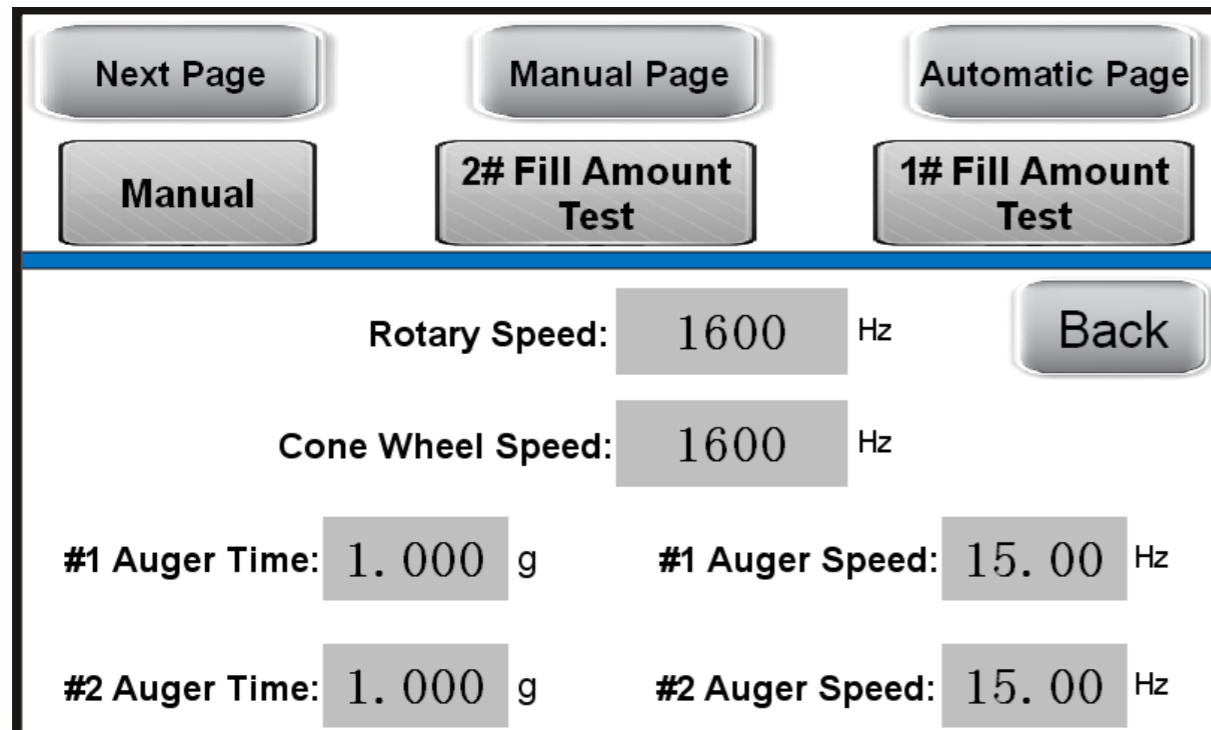 Next Page
Manual Page
Automatic Page
Manual
2# Fill Amount
Test
1# Fill Amount
Test
Rotary Speed: 1600 Hz
Back
Cone Wheel Speed: 1600 Hz
#1 Auger Time: 1.000 g
#1 Auger Speed: 15.00 Hz
#2 Auger Time: 1.000 g
#2 Auger Speed: 15.00 Hz